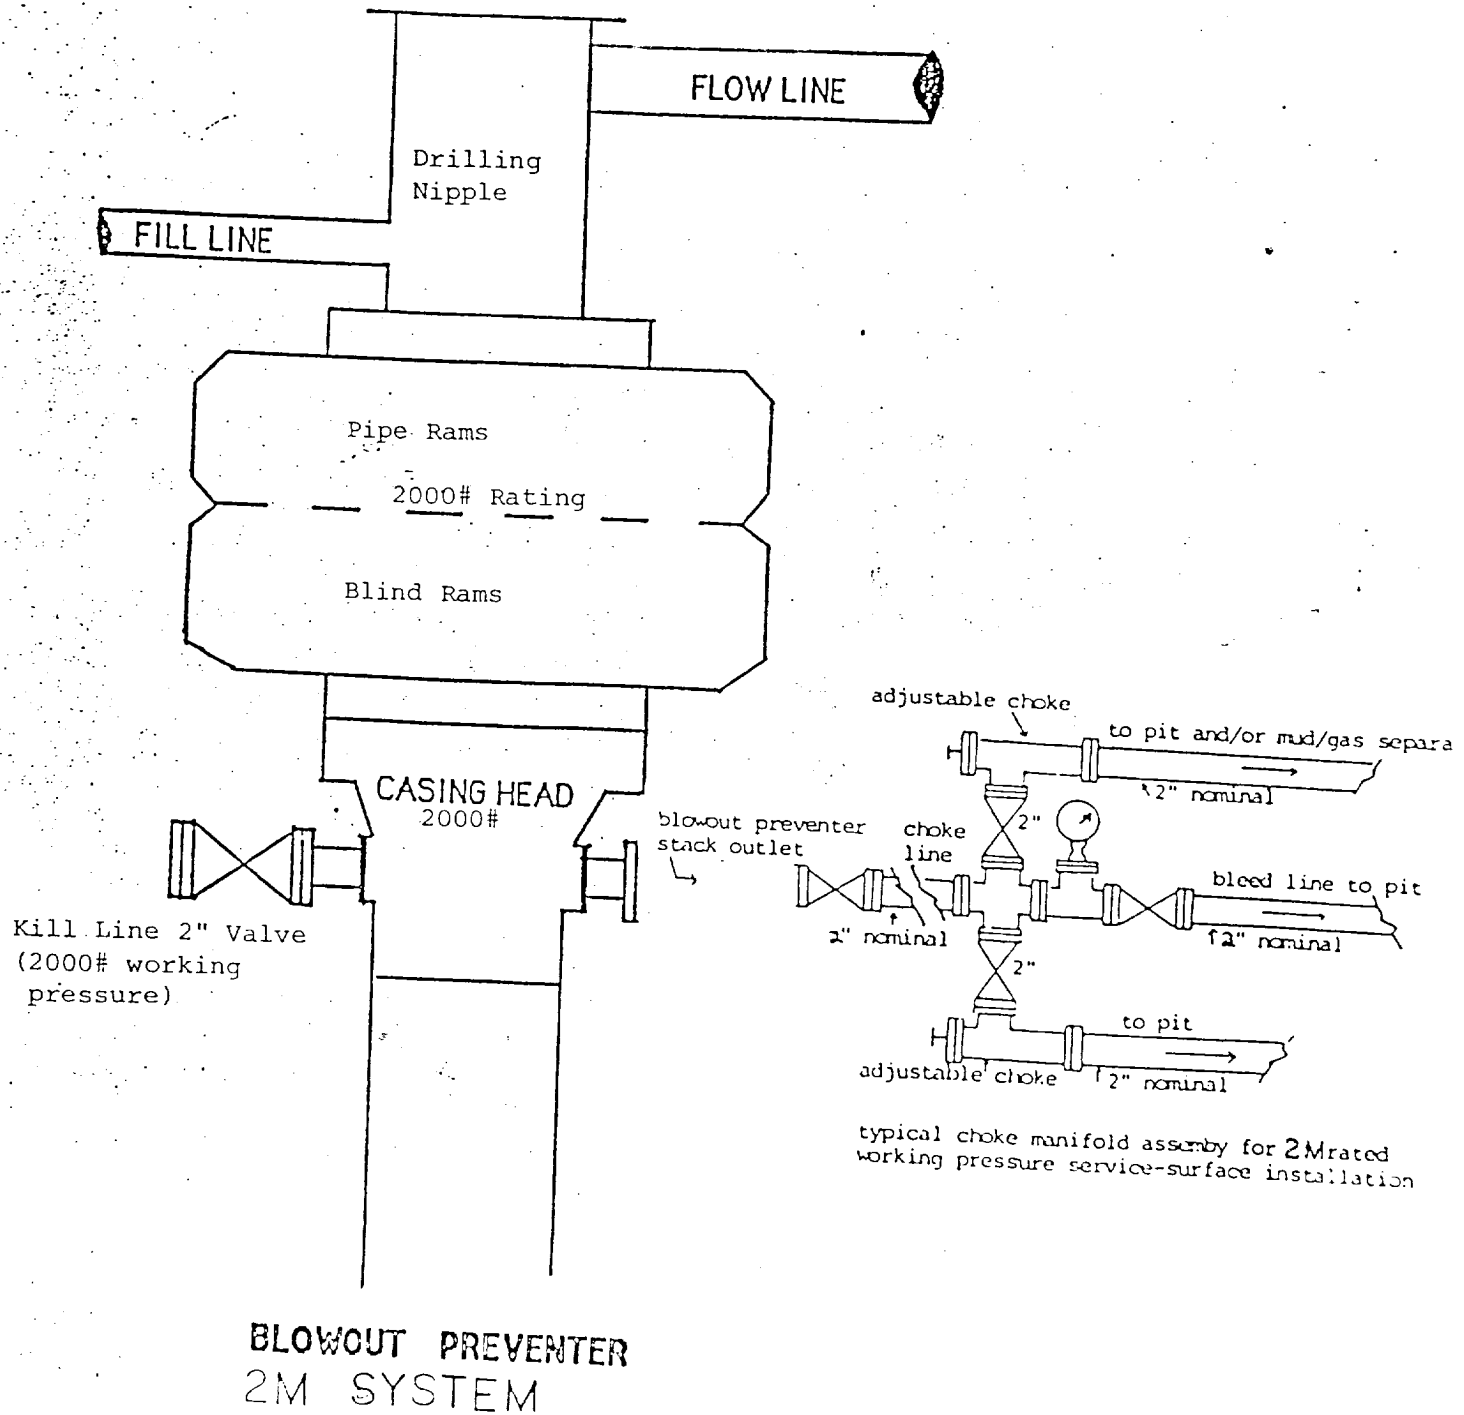 FLOW LINE
Drilling
Nipple
FILL LINE
Pipe Rams
2000# Rating
Blind Rams
CASING HEAD
2000#
Kill Line 2" Valve
(2000# working
pressure)
blowout preventer
stack outlet
adjustable choke
to pit and/or mud/gas separa
2" nominal
2"
choke
line
2" nominal
bleed line to pit
2" nominal
2"
to pit
adjustable choke
2" nominal
typical choke manifold assemby for 2M rated
working pressure service-surface installation
BLOWOUT PREVENTER
2M SYSTEM